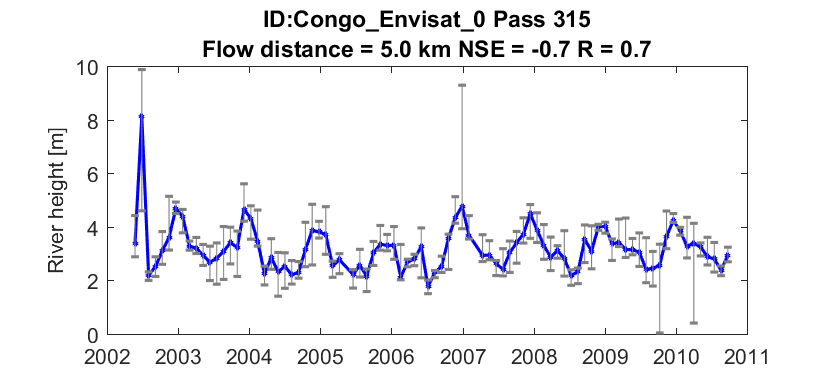 ID:Congo_Envisat_0 Pass 315
Flow distance = 5.0 km NSE = -0.7 R = 0.7
River height [m]
10
8
6
4
2
0
2002 2003 2004 2005 2006 2007 2008 2009 2010 2011